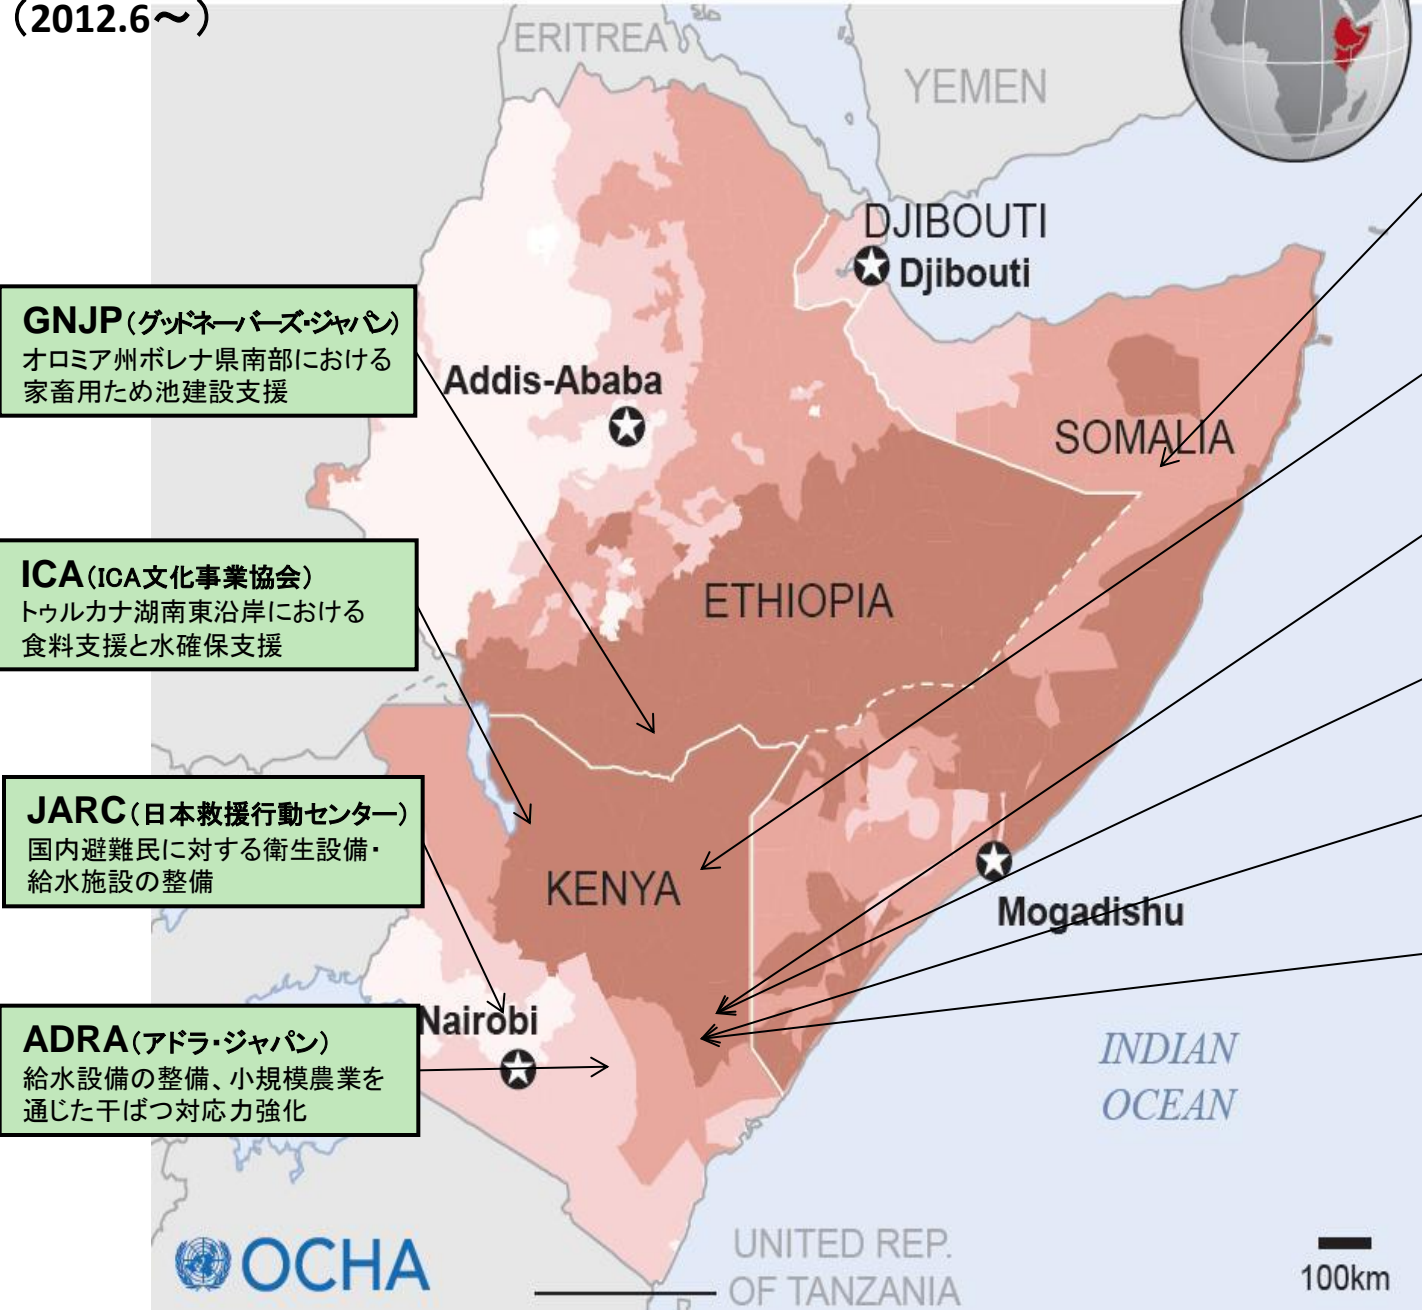 （2012.6～）
ERITREA
YEMEN
DJIBOUTI
Djibouti
GNJP（グッドネーバーズ・ジャパン）
オロミア州ボレナ県南部における
家畜用ため池建設支援
Addis-Ababa
SOMALIA
ICA（ICA文化事業協会）
トゥルカナ湖南東沿岸における
食料支援と水確保支援
ETHIOPIA
JARC（日本救援行動センター）
国内避難民に対する衛生設備・
給水施設の整備
KENYA
Mogadishu
Nairobi
ADRA（アドラ・ジャパン）
給水設備の整備、小規模農業を
通じた干ばつ対応力強化
INDIAN
OCEAN
OCHA
UNITED REP.
OF TANZANIA
100km